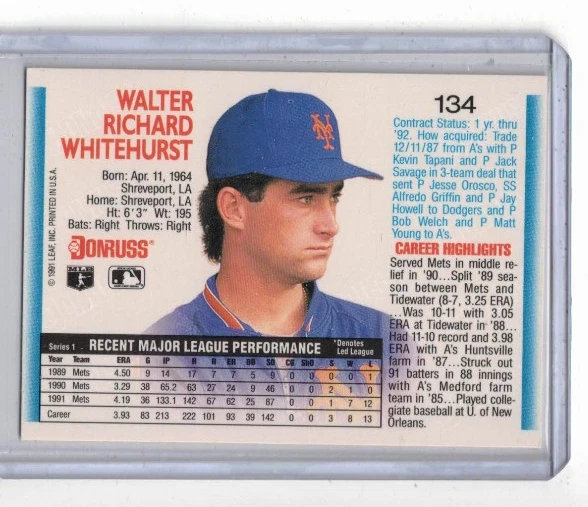 WALTER
RICHARD
WHITEHURST
Born: Apr. 11, 1964
Shreveport, LA
Home: Shreveport, LA
Ht: 6'3" Wt: 195
Bats: Right Throws: Right
DONRUSS®
MLB
© 1991 LEAF, INC. PRINTED IN U.S.A.
134
Contract Status: 1 yr. thru
'92. How acquired: Trade
12/11/87 from A's with P
Kevin Tapani and P Jack
Savage in 3-team deal that
sent P Jesse Orosco, SS
Alfredo Griffin and P Jay
Howell to Dodgers and P
Bob Welch and P Matt
Young to A's.
CAREER HIGHLIGHTS
Served Mets in middle re-
lief in '90...Split '89 sea-
son between Mets and
Tidewater (8-7, 3.25 ERA)
...Was 10-11 with 3.05
ERA at Tidewater in '88...
Had 11-10 record and 3.98
ERA with A's Huntsville
farm in '87...Struck out
91 batters in 88 innings
with A's Medford farm
team in '85...Played colle-
giate baseball at U. of New
Orleans.
Series 1 RECENT MAJOR LEAGUE PERFORMANCE *Denotes
Led League
Year Team ERA G IP H R ER BB SO CG ShO S W L
1989 Mets 4.50 9 14 17 7 7 5 9 0 0 0 0 1
1990 Mets 3.29 38 65.2 63 27 24 9 46 0 0 2 1 0
1991 Mets 4.19 36 133.1 142 67 62 25 87 0 0 1 7 12
Career 3.93 83 213 222 101 93 39 142 0 0 3 8 13